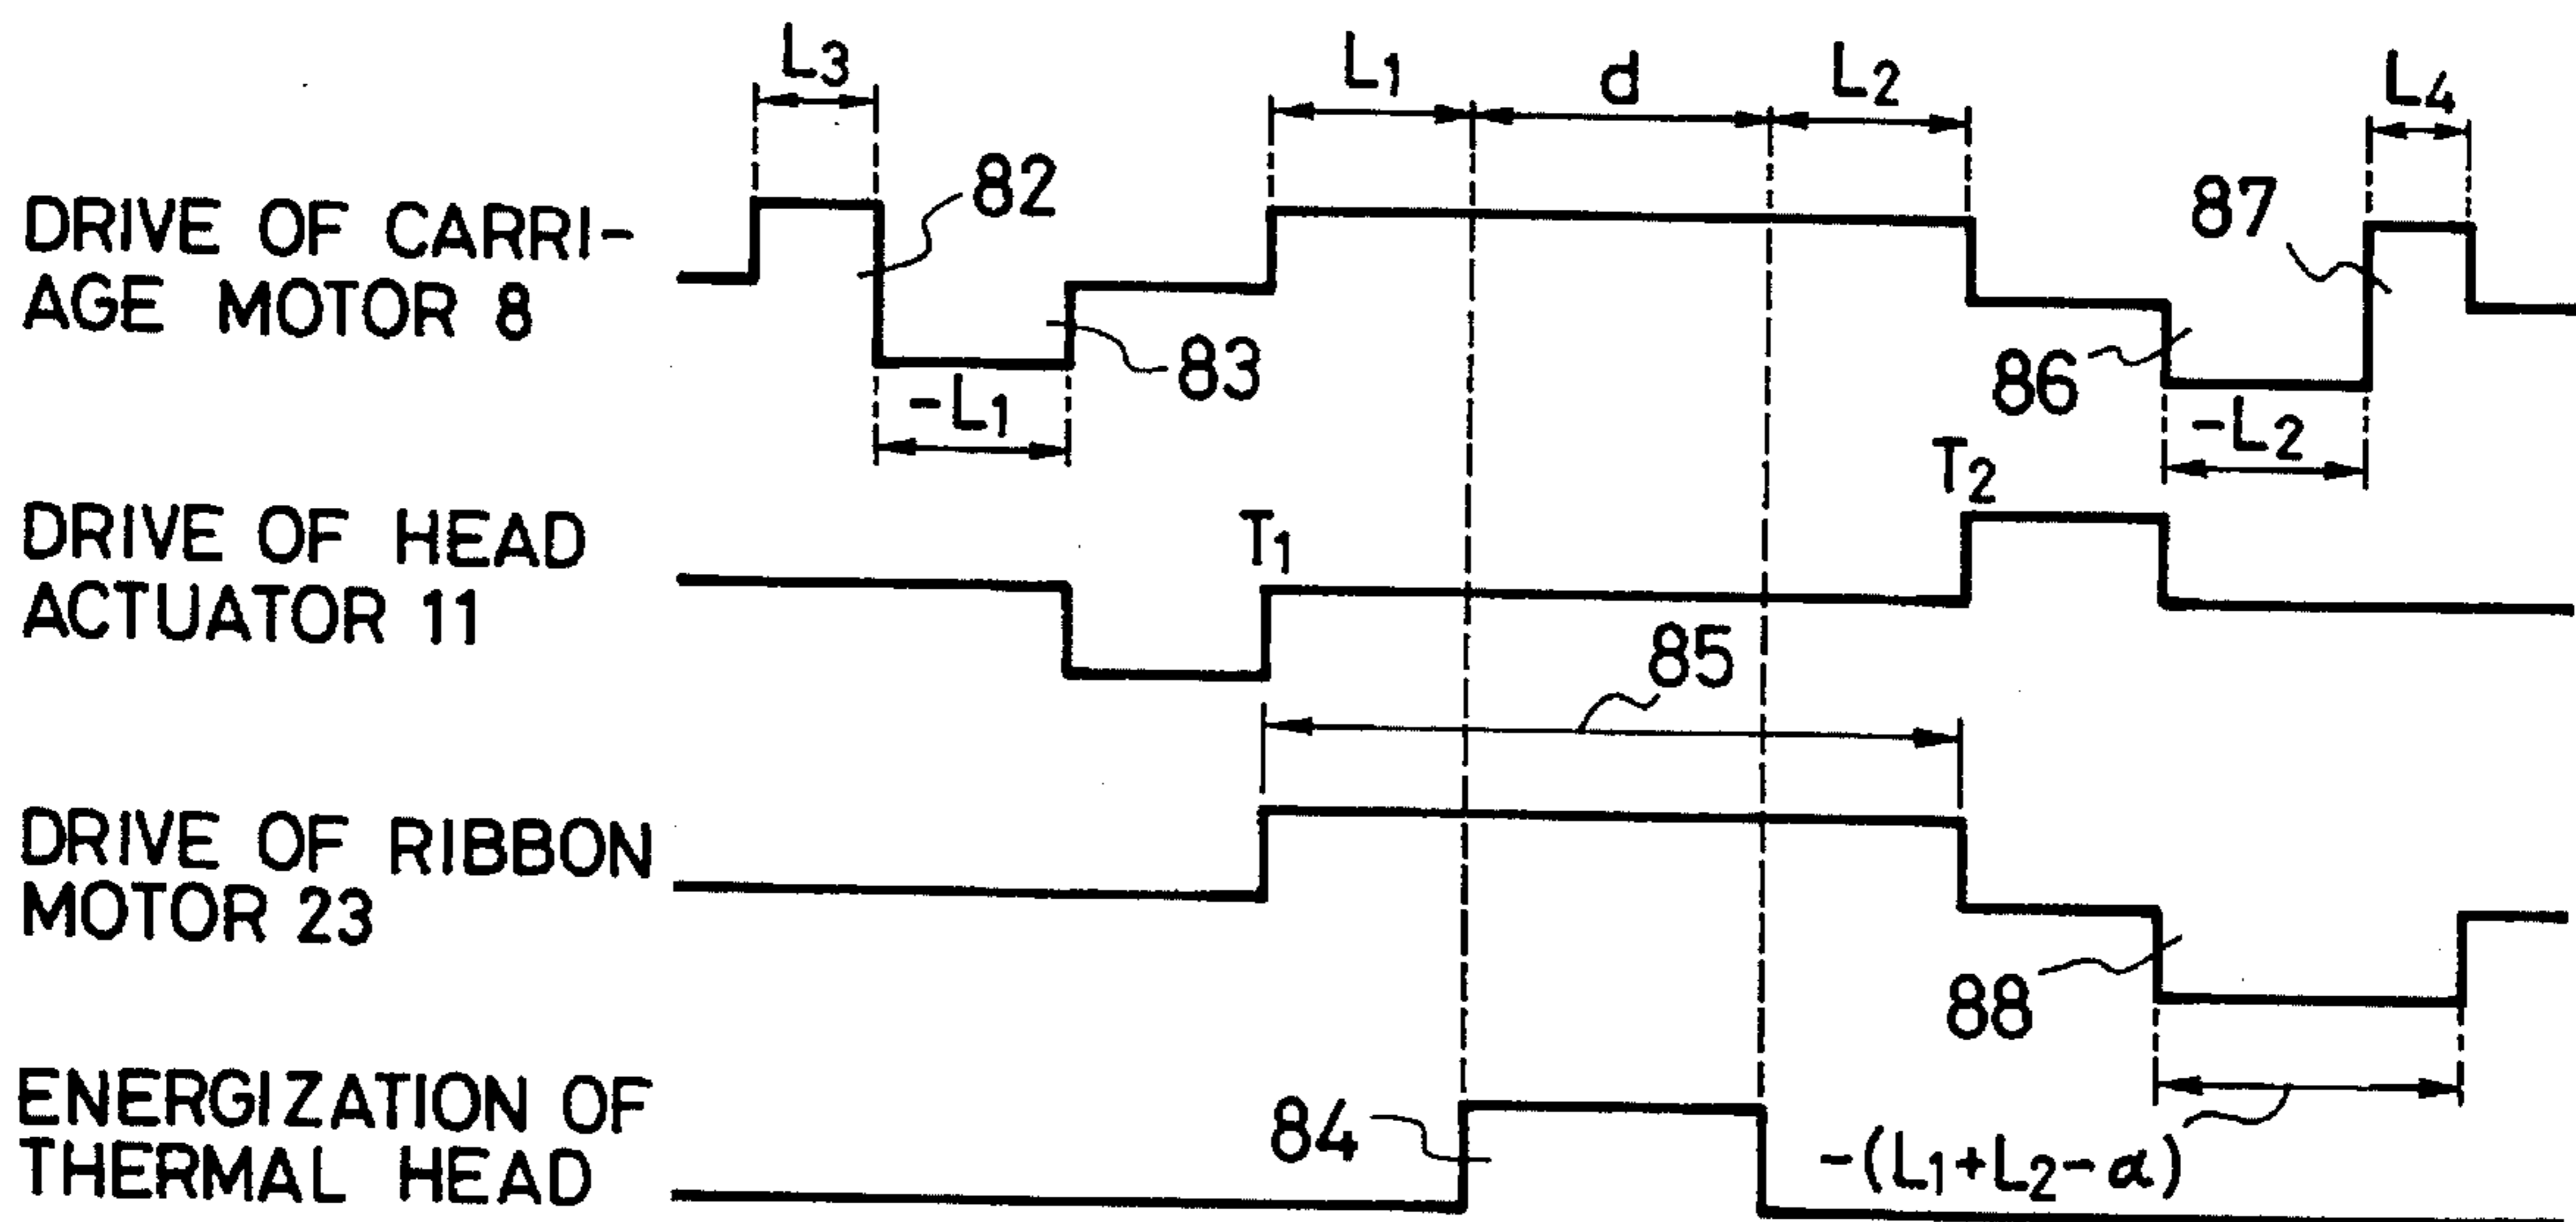 L3
L1
d
L2
L4
82
87
DRIVE OF CARRI-
AGE MOTOR 8
83
86
-L1
-L2
T1
T2
DRIVE OF HEAD
ACTUATOR 11
85
DRIVE OF RIBBON
MOTOR 23
88
ENERGIZATION OF
THERMAL HEAD
84
-(L1+L2-α)